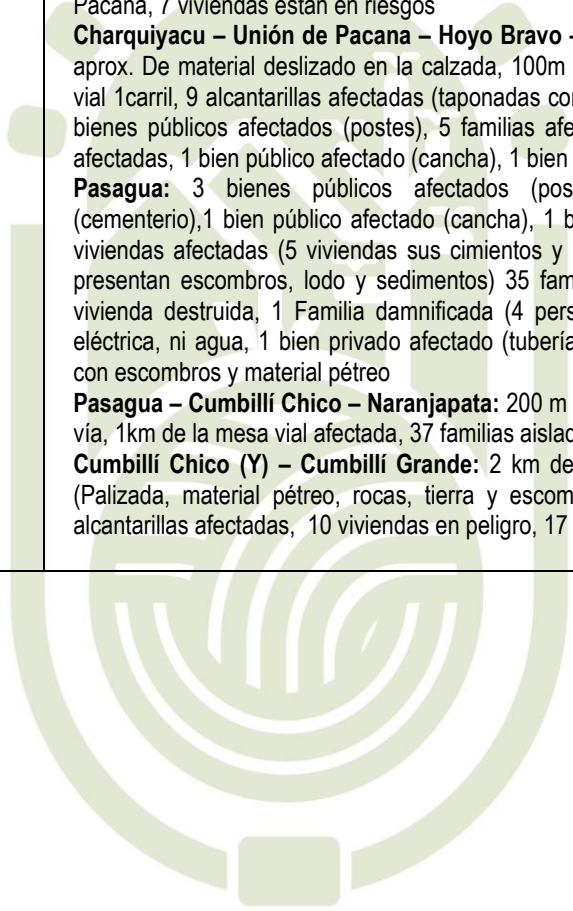 Pacana, 7 viviendas están en riesgos
Charquiyacu – Unión de Pacana – Hoyo Bravo –
aprox. De material deslizado en la calzada, 100m
vial 1carril, 9 alcantarillas afectadas (taponadas co
bienes públicos afectados (postes), 5 familias afe
afectadas, 1 bien público afectado (cancha), 1 bien
Pasagua: 3 bienes públicos afectados (pos
(cementerio),1 bien público afectado (cancha), 1 b
viviendas afectadas (5 viviendas sus cimientos y
presentan escombros, lodo y sedimentos) 35 fam
vivienda destruida, 1 Familia damnificada (4 pers
eléctrica, ni agua, 1 bien privado afectado (tubería
con escombros y material pétreo
Pasagua – Cumbillí Chico – Naranjapata: 200 m
vía, 1km de la mesa vial afectada, 37 familias aislad
Cumbillí Chico (Y) – Cumbillí Grande: 2 km de
(Palizada, material pétreo, rocas, tierra y escom
alcantarillas afectadas, 10 viviendas en peligro, 17